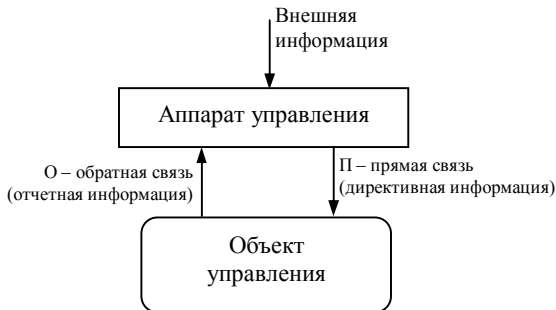 Внешняя
информация
Аппарат управления
О – обратная связь
(отчетная информация)
П – прямая связь
(директивная информация)
Объект
управления